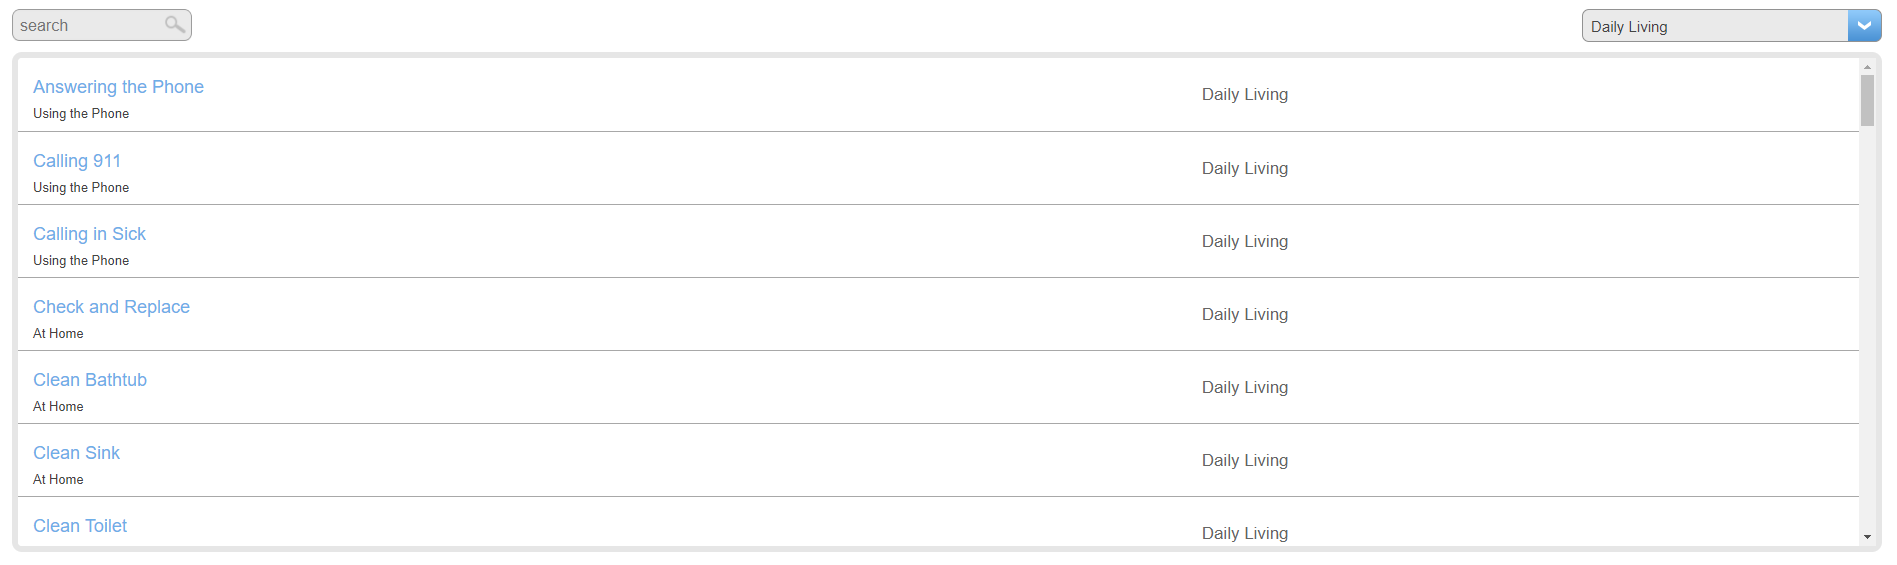 search
Daily Living
Answering the Phone
Daily Living
Using the Phone
Calling 911
Daily Living
Using the Phone
Calling in Sick
Daily Living
Using the Phone
Check and Replace
Daily Living
At Home
Clean Bathtub
Daily Living
At Home
Clean Sink
Daily Living
At Home
Clean Toilet
Daily Living